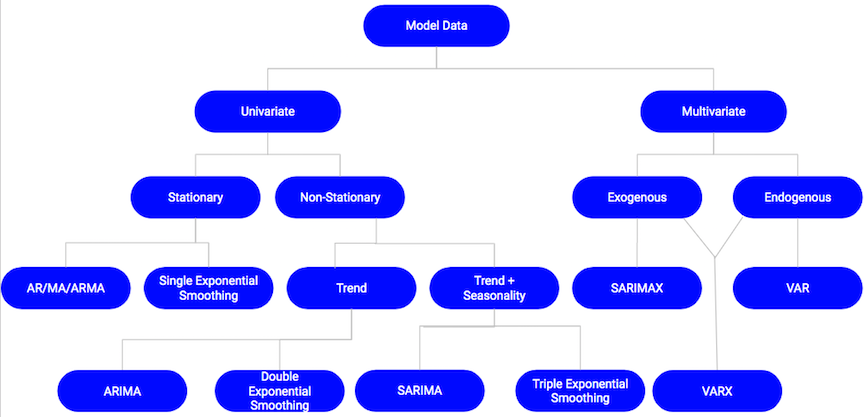 Model Data
Univariate
Multivariate
Stationary
Non-Stationary
Exogenous
Endogenous
AR/MA/ARMA
Single Exponential
Smoothing
Trend
Trend +
Seasonality
SARIMAX
VAR
ARIMA
Double
Exponential
Smoothing
SARIMA
Triple Exponential
Smoothing
VARX